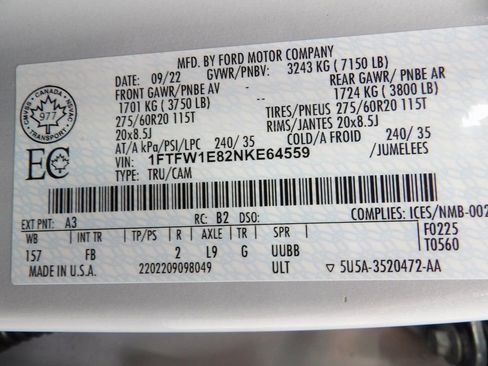 MFD. BY FORD MOTOR COMPANY
DATE: 09/22 GVWR/PNBV: 3243 KG ( 7150 LB)
FRONT GAWR/PNBE AV REAR GAWR/ PNBE AR
1701 KG ( 3750 LB) 1724 KG ( 3800 LB)
275/60R20 115T TIRES/PNEUS 275/60R20 115T
20x8.5J RIMS/JANTES 20x8.5J
AT/A kPa/PSI/LPC 240/ 35 COLD/A FROID 240/ 35
VIN: 1FTFW1E82NKE64559 /JUMELEES
TYPE: TRU/CAM
CMVSS · CANADA · NSVAC
977
TRANSPORT
EC
EXT PNT: A3 RC: B2 DSO: COMPLIES: ICES/NMB-002
WB INT TR TP/PS R AXLE TR SPR F0225
157 FB 2 L9 G UUBB T0560
MADE IN U.S.A. 2202209098049 ULT ▽ 5U5A-3520472-AA